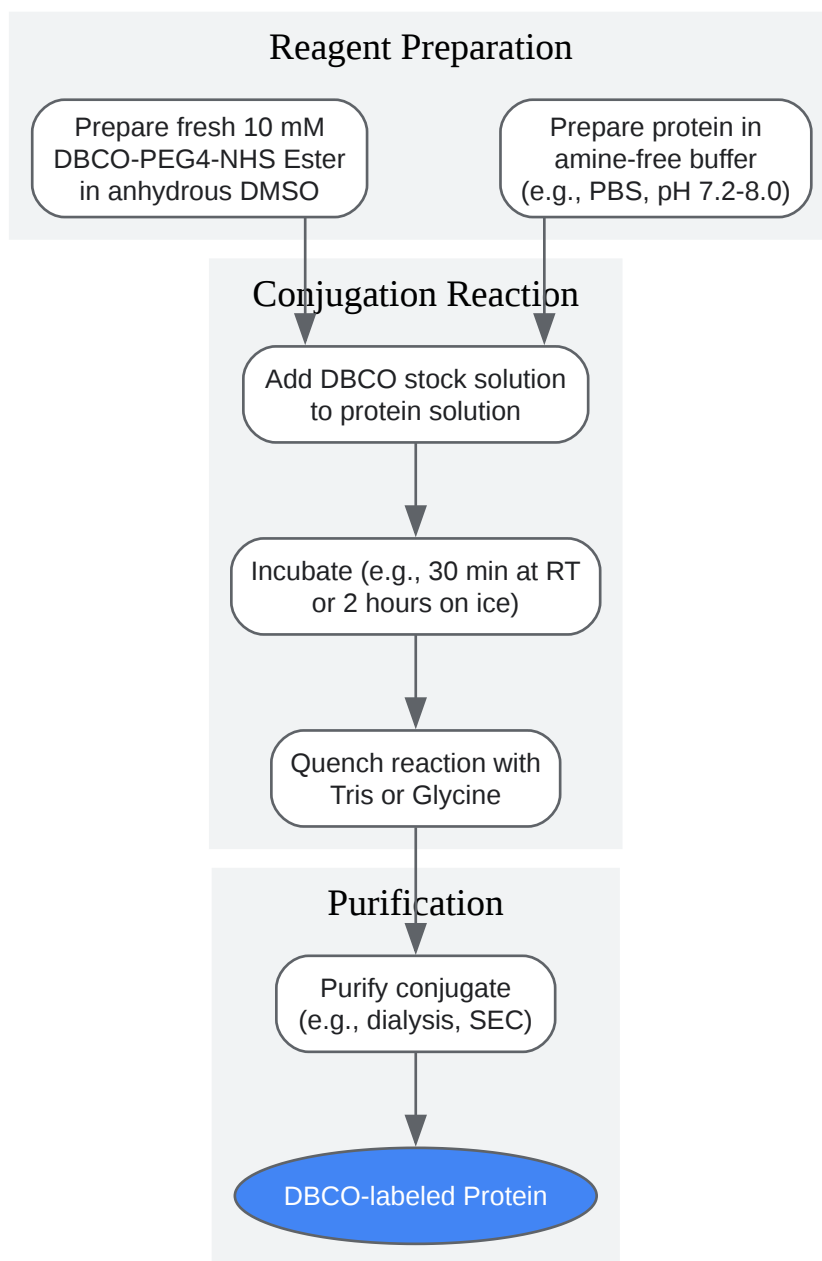 Reagent Preparation
Prepare fresh 10 mM
DBCO-PEG4-NHS Ester
in anhydrous DMSO
Prepare protein in
amine-free buffer
(e.g., PBS, pH 7.2-8.0)
Conjugation Reaction
Add DBCO stock solution
to protein solution
Incubate (e.g., 30 min at RT
or 2 hours on ice)
Quench reaction with
Tris or Glycine
Purification
Purify conjugate
(e.g., dialysis, SEC)
DBCO-labeled Protein